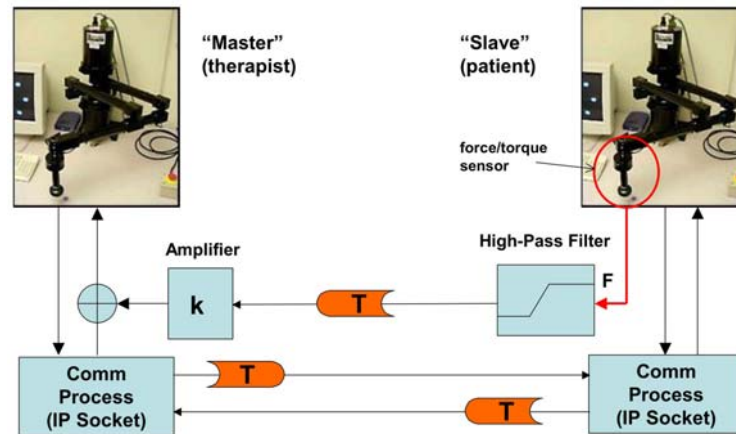 “Master”
(therapist)
“Slave”
(patient)
force/torque
sensor
Amplifier
High-Pass Filter
k
T
F
Comm
Process
(IP Socket)
T
T
Comm
Process
(IP Socket)